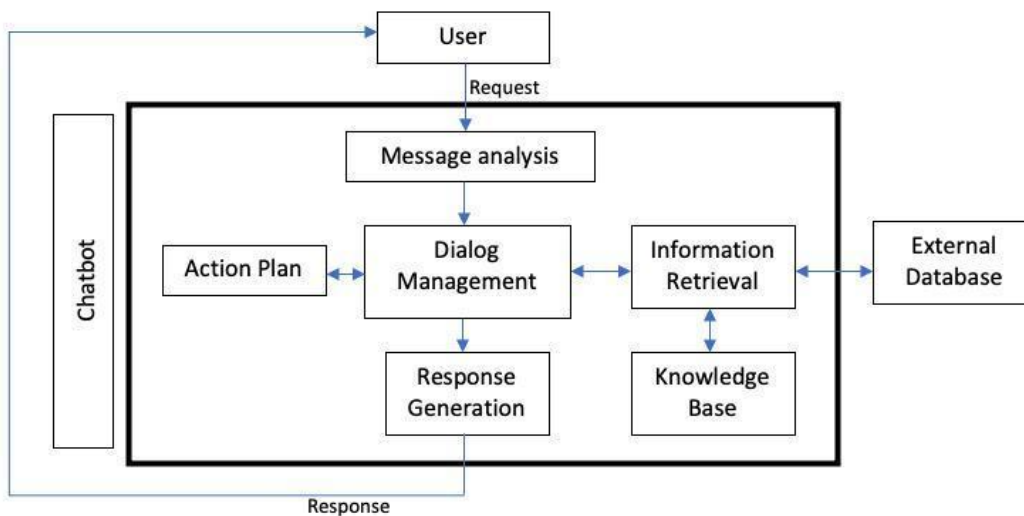 User
Request
Message analysis
Chatbot
Action Plan
Dialog
Management
Information
Retrieval
External
Database
Response
Generation
Knowledge
Base
Response